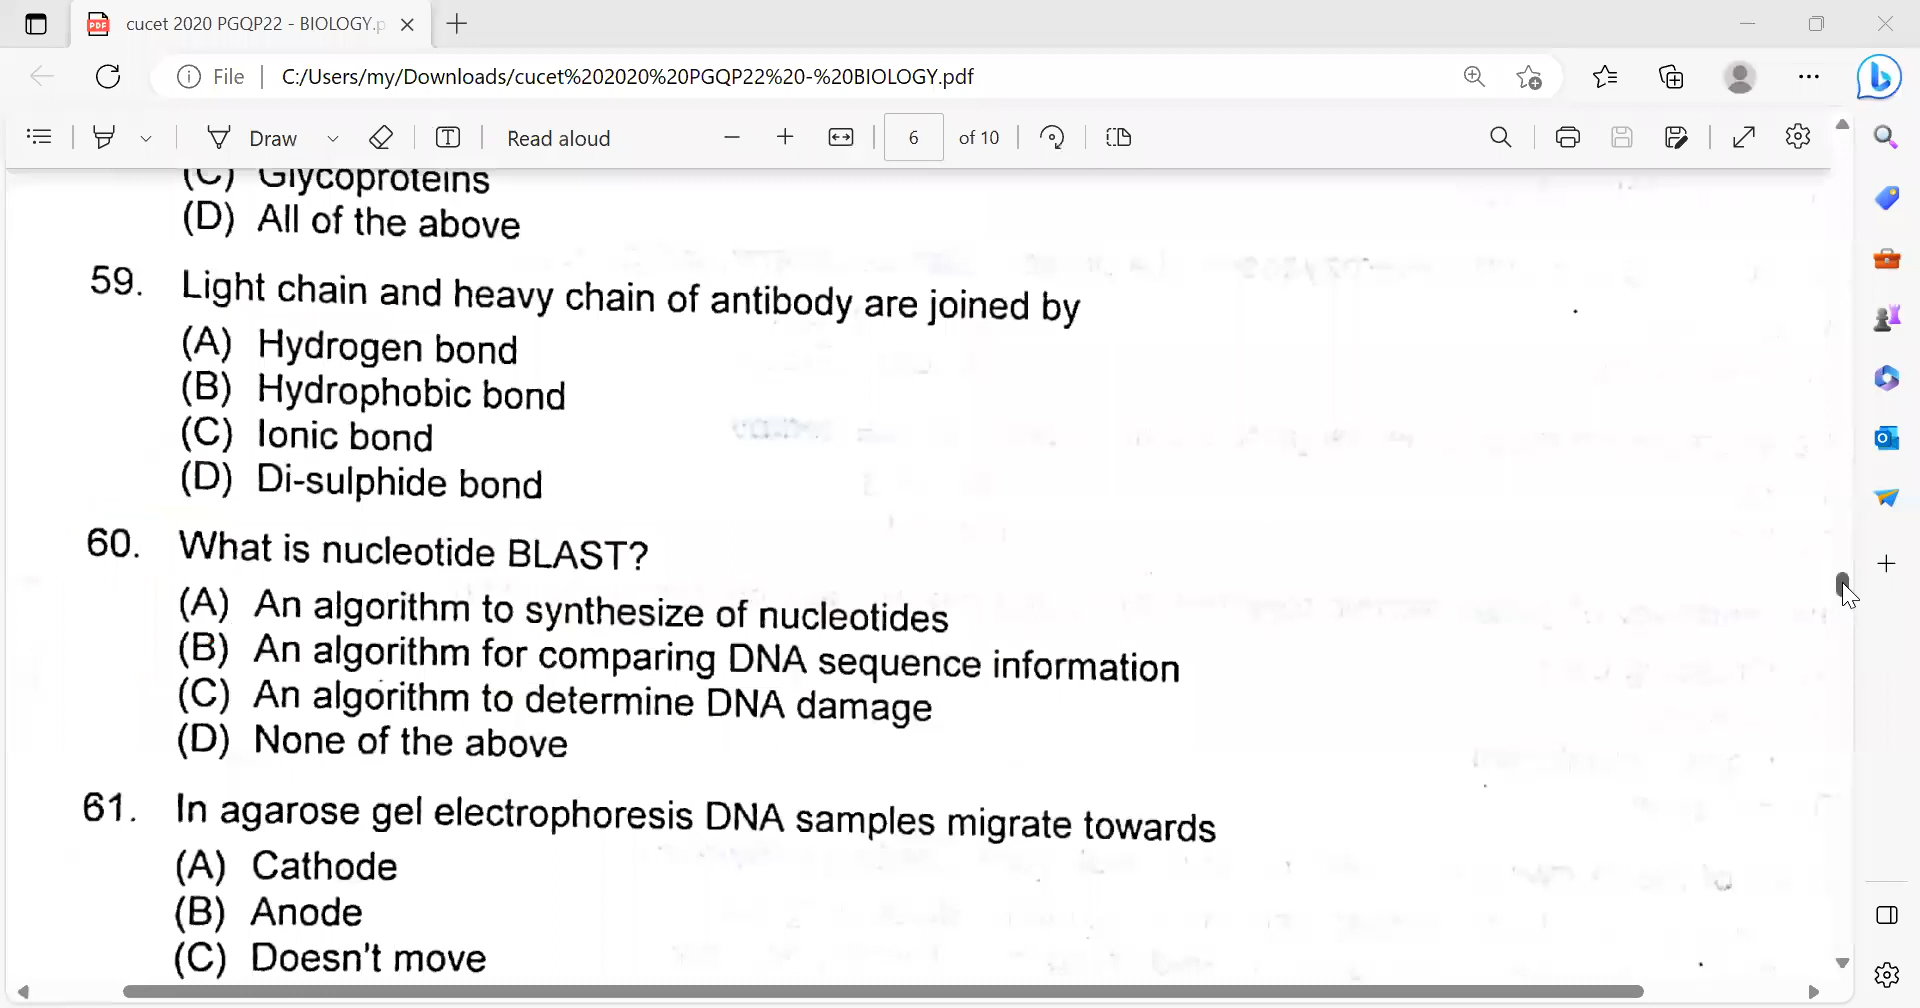 cucet 2020 PGQP22 - BIOLOGY.p
File
C:/Users/my/Downloads/cucet%202020%20PGQP22%20-%20BIOLOGY.pdf
Draw
Read aloud
6 of 10
(C) Glycoproteins
(D) All of the above
59. Light chain and heavy chain of antibody are joined by
(A) Hydrogen bond
(B) Hydrophobic bond
(C) Ionic bond
(D) Di-sulphide bond
60. What is nucleotide BLAST?
(A) An algorithm to synthesize of nucleotides
(B) An algorithm for comparing DNA sequence information
(C) An algorithm to determine DNA damage
(D) None of the above
61. In agarose gel electrophoresis DNA samples migrate towards
(A) Cathode
(B) Anode
(C) Doesn't move